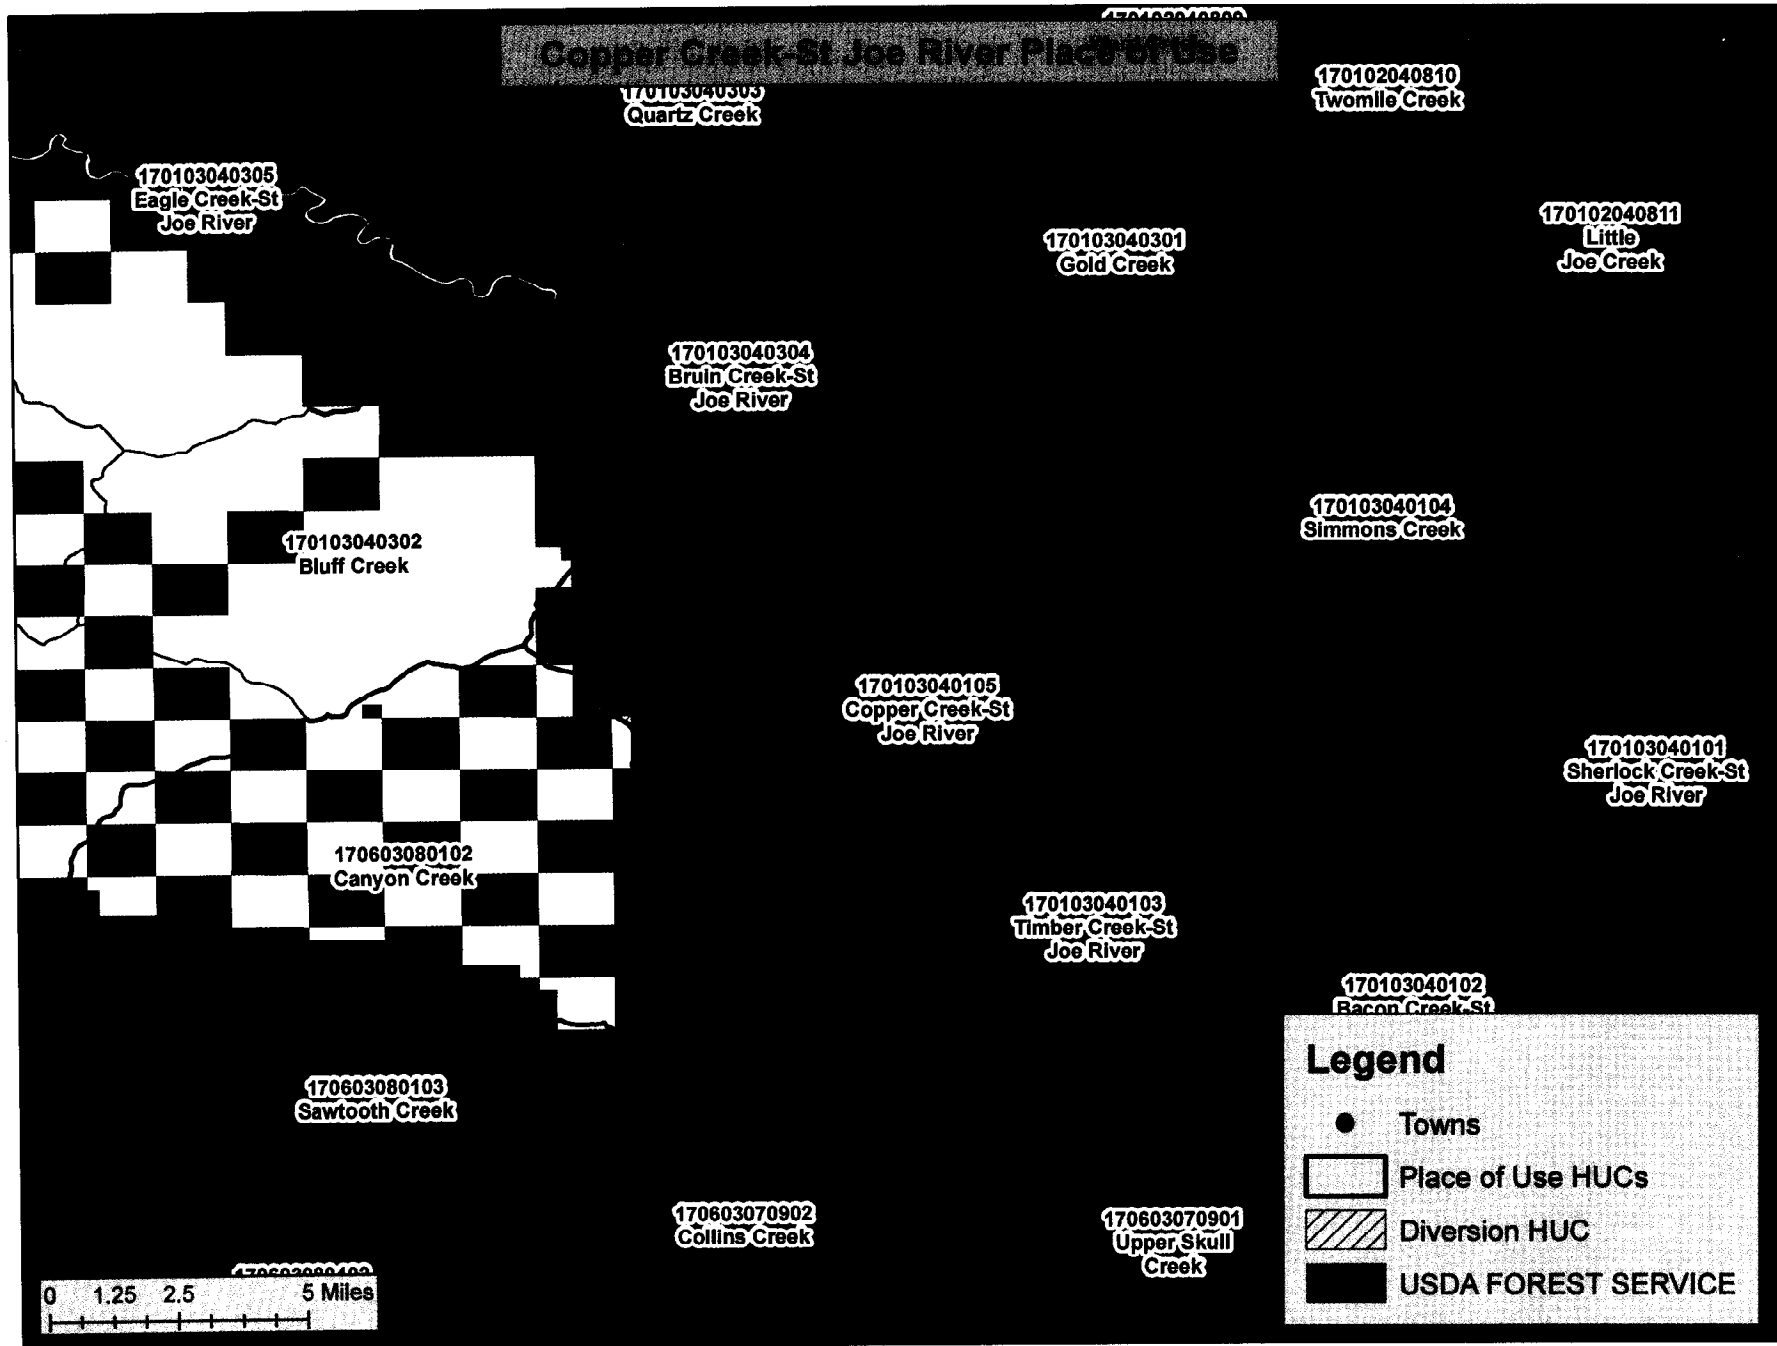 Copper Creek-St Joe River Place of Use
170103040303
Quartz Creek
170102040810
Twomile Creek
170103040305
Eagle Creek-St
Joe River
170103040301
Gold Creek
170102040811
Little
Joe Creek
170103040304
Bruin Creek-St
Joe River
170103040104
Simmons Creek
170103040302
Bluff Creek
170103040105
Copper Creek-St
Joe River
170103040101
Sherlock Creek-St
Joe River
170603080102
Canyon Creek
170103040103
Timber Creek-St
Joe River
170103040102
Bacon Creek-St
170603080103
Sawtooth Creek
170603070902
Collins Creek
170603070901
Upper Skull
Creek
Legend
Towns
Place of Use HUCs
Diversion HUC
USDA FOREST SERVICE
0 1.25 2.5 5 Miles